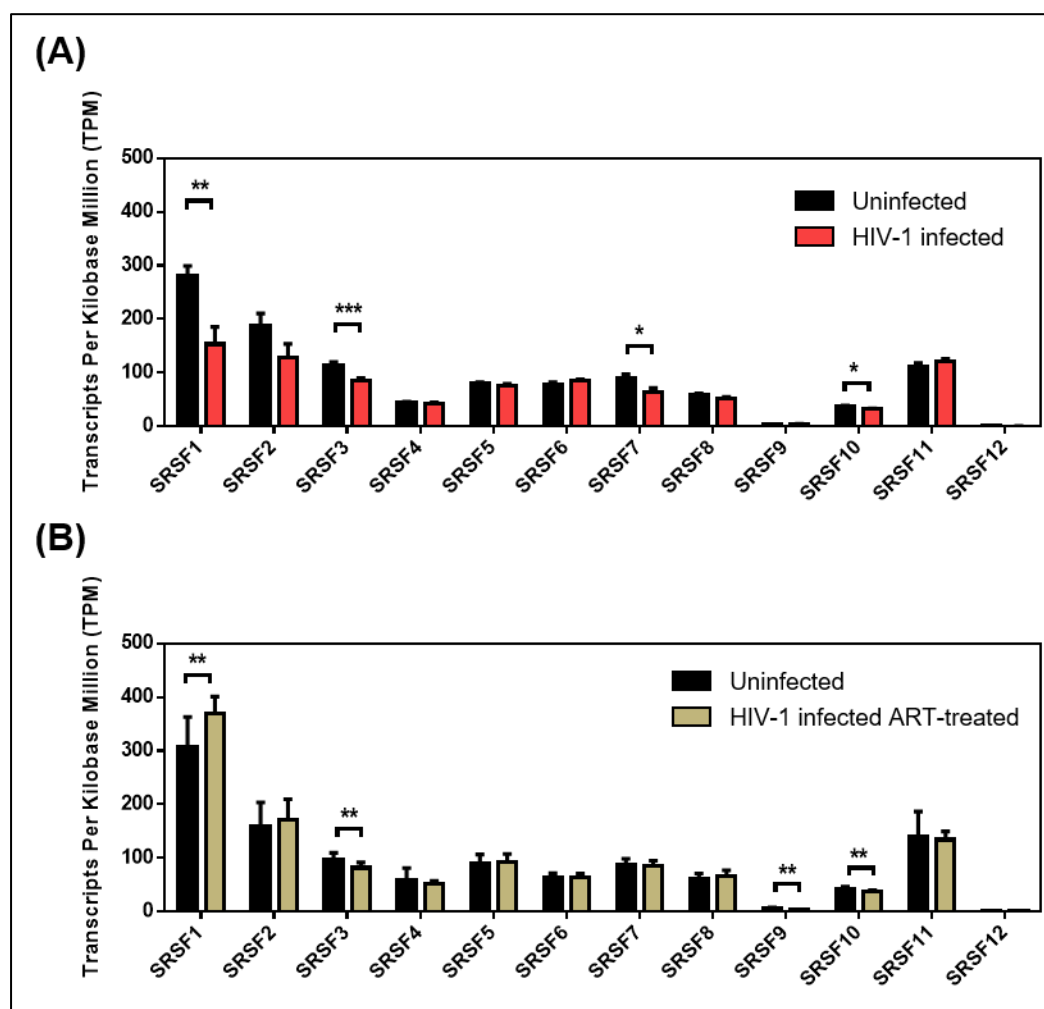 (A)
Transcripts Per Kilobase Million (TPM)
500
400
300
200
100
0
**
***
*
*
Uninfected
HIV-1 infected
SRSF1
SRSF2
SRSF3
SRSF4
SRSF5
SRSF6
SRSF7
SRSF8
SRSF9
SRSF10
SRSF11
SRSF12
(B)
Transcripts Per Kilobase Million (TPM)
500
400
300
200
100
0
**
**
**
**
Uninfected
HIV-1 infected ART-treated
SRSF1
SRSF2
SRSF3
SRSF4
SRSF5
SRSF6
SRSF7
SRSF8
SRSF9
SRSF10
SRSF11
SRSF12